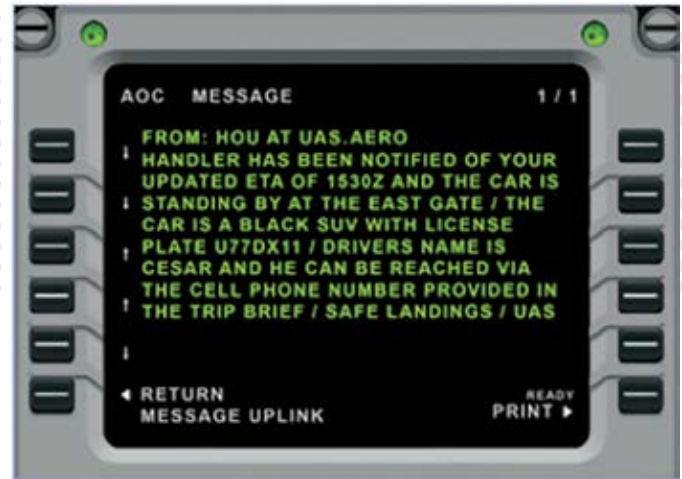 AOC MESSAGE 1 / 1
FROM: HOU AT UAS.AERO
HANDLER HAS BEEN NOTIFIED OF YOUR
UPDATED ETA OF 1530Z AND THE CAR IS
STANDING BY AT THE EAST GATE / THE
CAR IS A BLACK SUV WITH LICENSE
PLATE U77DX11 / DRIVERS NAME IS
CESAR AND HE CAN BE REACHED VIA
THE CELL PHONE NUMBER PROVIDED IN
THE TRIP BRIEF / SAFE LANDINGS / UAS
RETURN READY
MESSAGE UPLINK PRINT